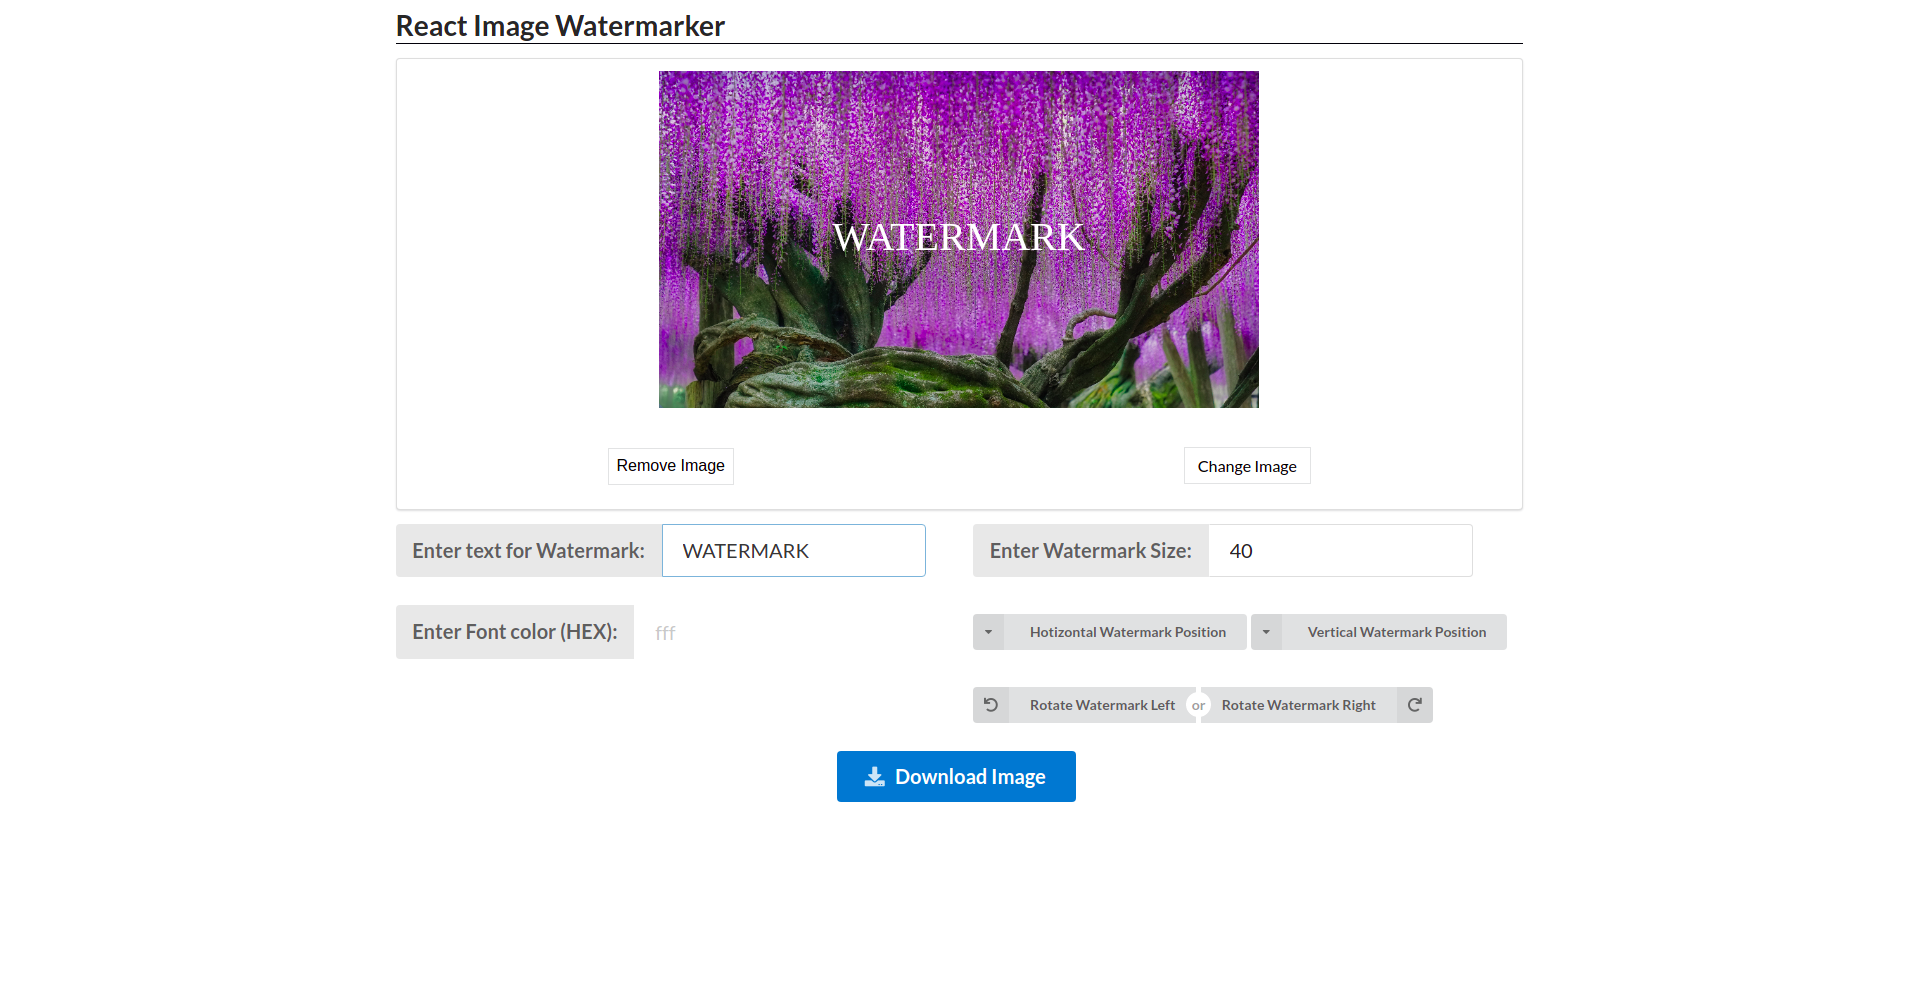 React Image Watermarker
WATERMARK
Remove Image
Change Image
Enter text for Watermark: WATERMARK
Enter Watermark Size: 40
Enter Font color (HEX): fff
Hotizontal Watermark Position
Vertical Watermark Position
Rotate Watermark Left or Rotate Watermark Right
Download Image